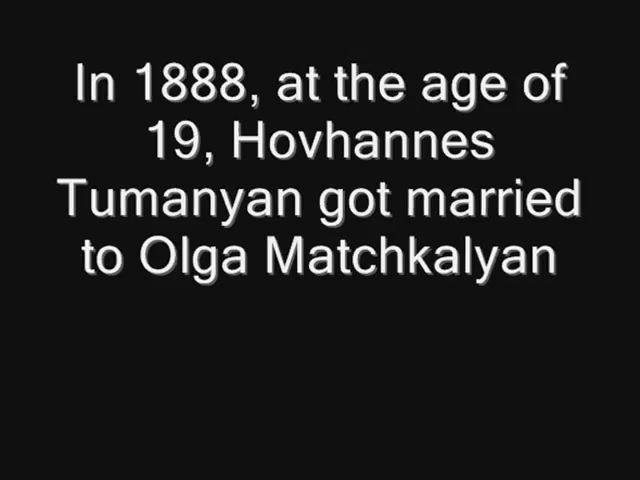 In 1888, at the age of
19, Hovhannes
Tumanyan got married
to Olga Matchkalyan